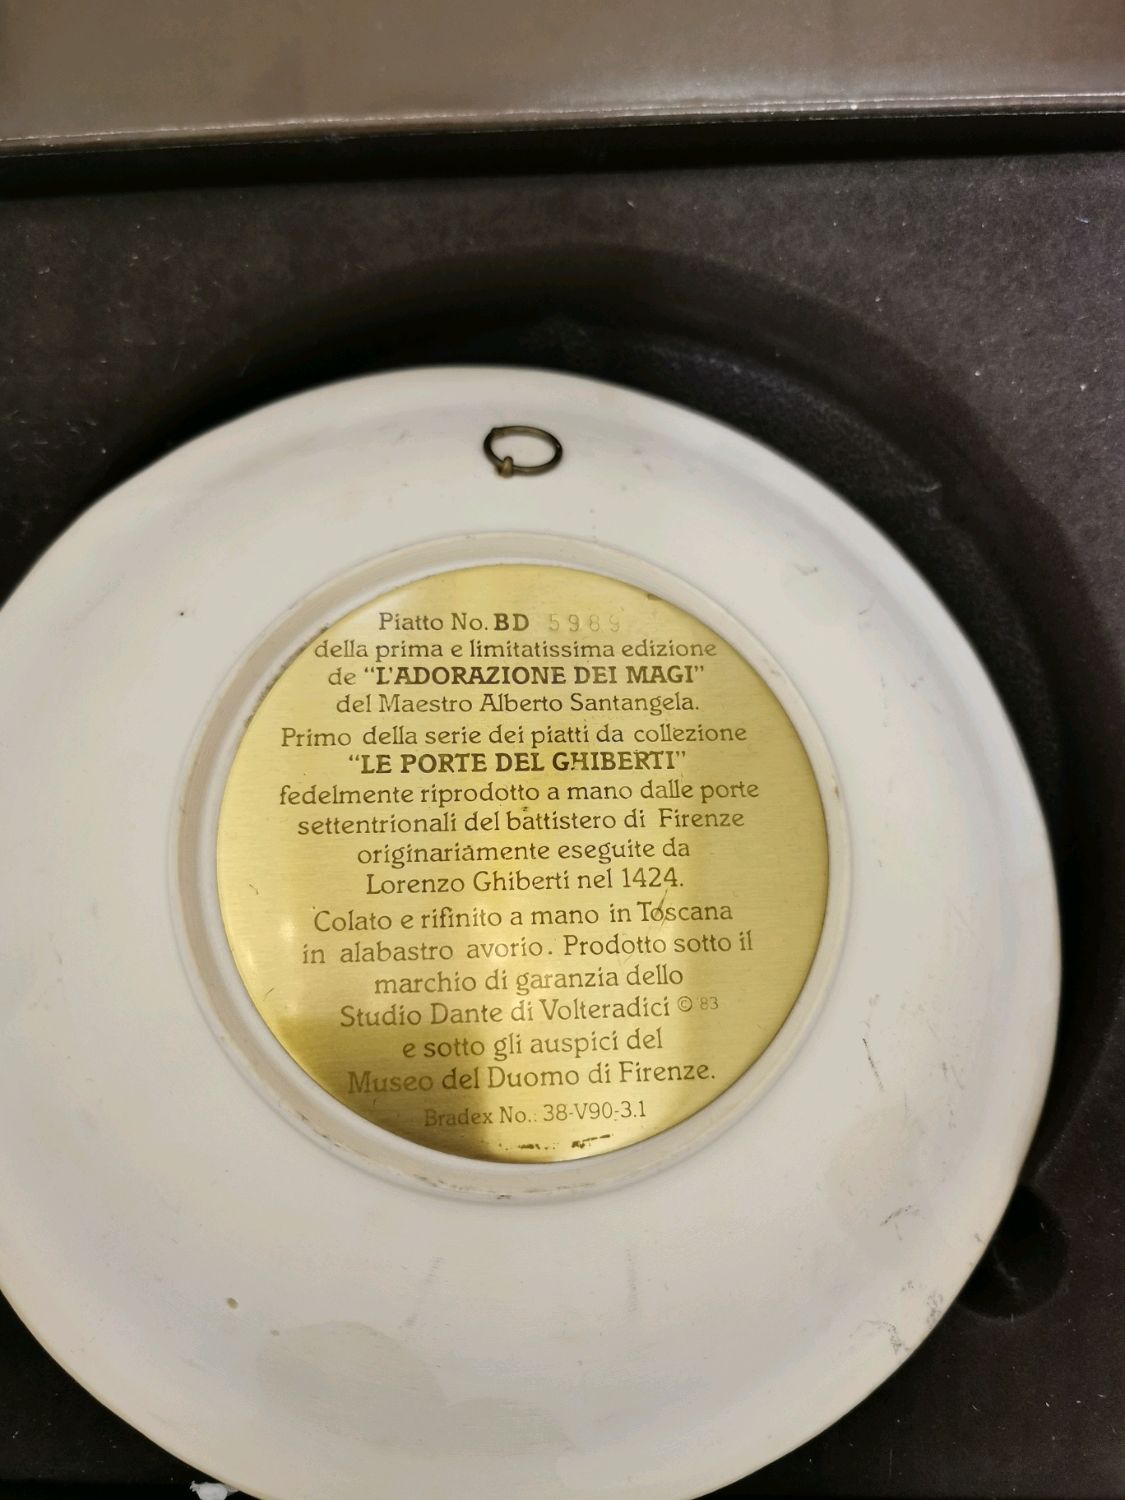 Piatto No. BD 5989
della prima e limitatissima edizione
de “L'ADORAZIONE DEI MAGI”
del Maestro Alberto Santangela.
Primo della serie dei piatti da collezione
“LE PORTE DEL GHIBERTI”
fedelmente riprodotto a mano dalle porte
settentrionali del battistero di Firenze
originariamente eseguite da
Lorenzo Ghiberti nel 1424.
Colato e rifinito a mano in Toscana
in alabastro avorio. Prodotto sotto il
marchio di garanzia dello
Studio Dante di Volteradici © '83
e sotto gli auspici del
Museo del Duomo di Firenze.
Bradex No.: 38-V90-3.1